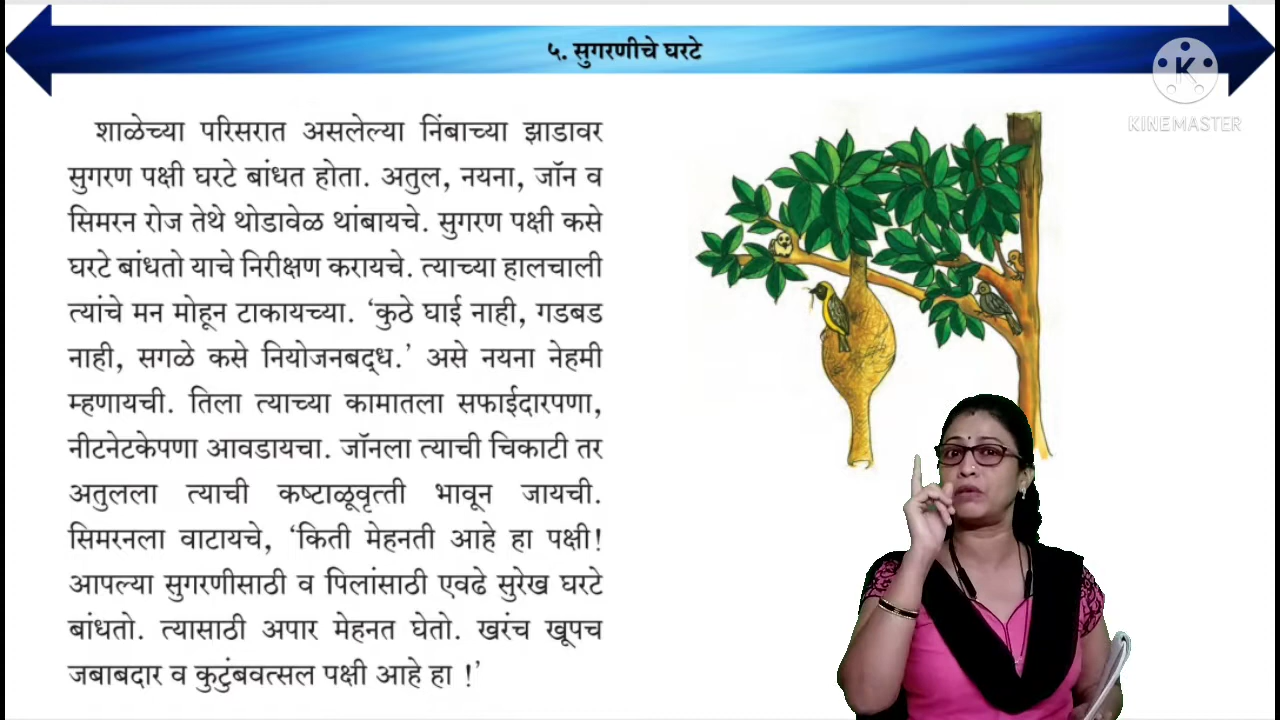 ५. सुगरणीचे घरटे
K
KINEMASTER
शाळेच्या परिसरात असलेल्या निंबाच्या झाडावर
सुगरण पक्षी घरटे बांधत होता. अतुल, नयना, जॉन व
सिमरन रोज तेथे थोडावेळ थांबायचे. सुगरण पक्षी कसे
घरटे बांधतो याचे निरीक्षण करायचे. त्याच्या हालचाली
त्यांचे मन मोहून टाकायच्या. ‘कुठे घाई नाही, गडबड
नाही, सगळे कसे नियोजनबद्ध.’ असे नयना नेहमी
म्हणायची. तिला त्याच्या कामातला सफाईदारपणा,
नीटनेटकेपणा आवडायचा. जॉनला त्याची चिकाटी तर
अतुलला त्याची कष्टाळूवृत्ती भावून जायची.
सिमरनला वाटायचे, ‘किती मेहनती आहे हा पक्षी!
आपल्या सुगरणीसाठी व पिलांसाठी एवढे सुरेख घरटे
बांधतो. त्यासाठी अपार मेहनत घेतो. खरंच खूपच
जबाबदार व कुटुंबवत्सल पक्षी आहे हा !’